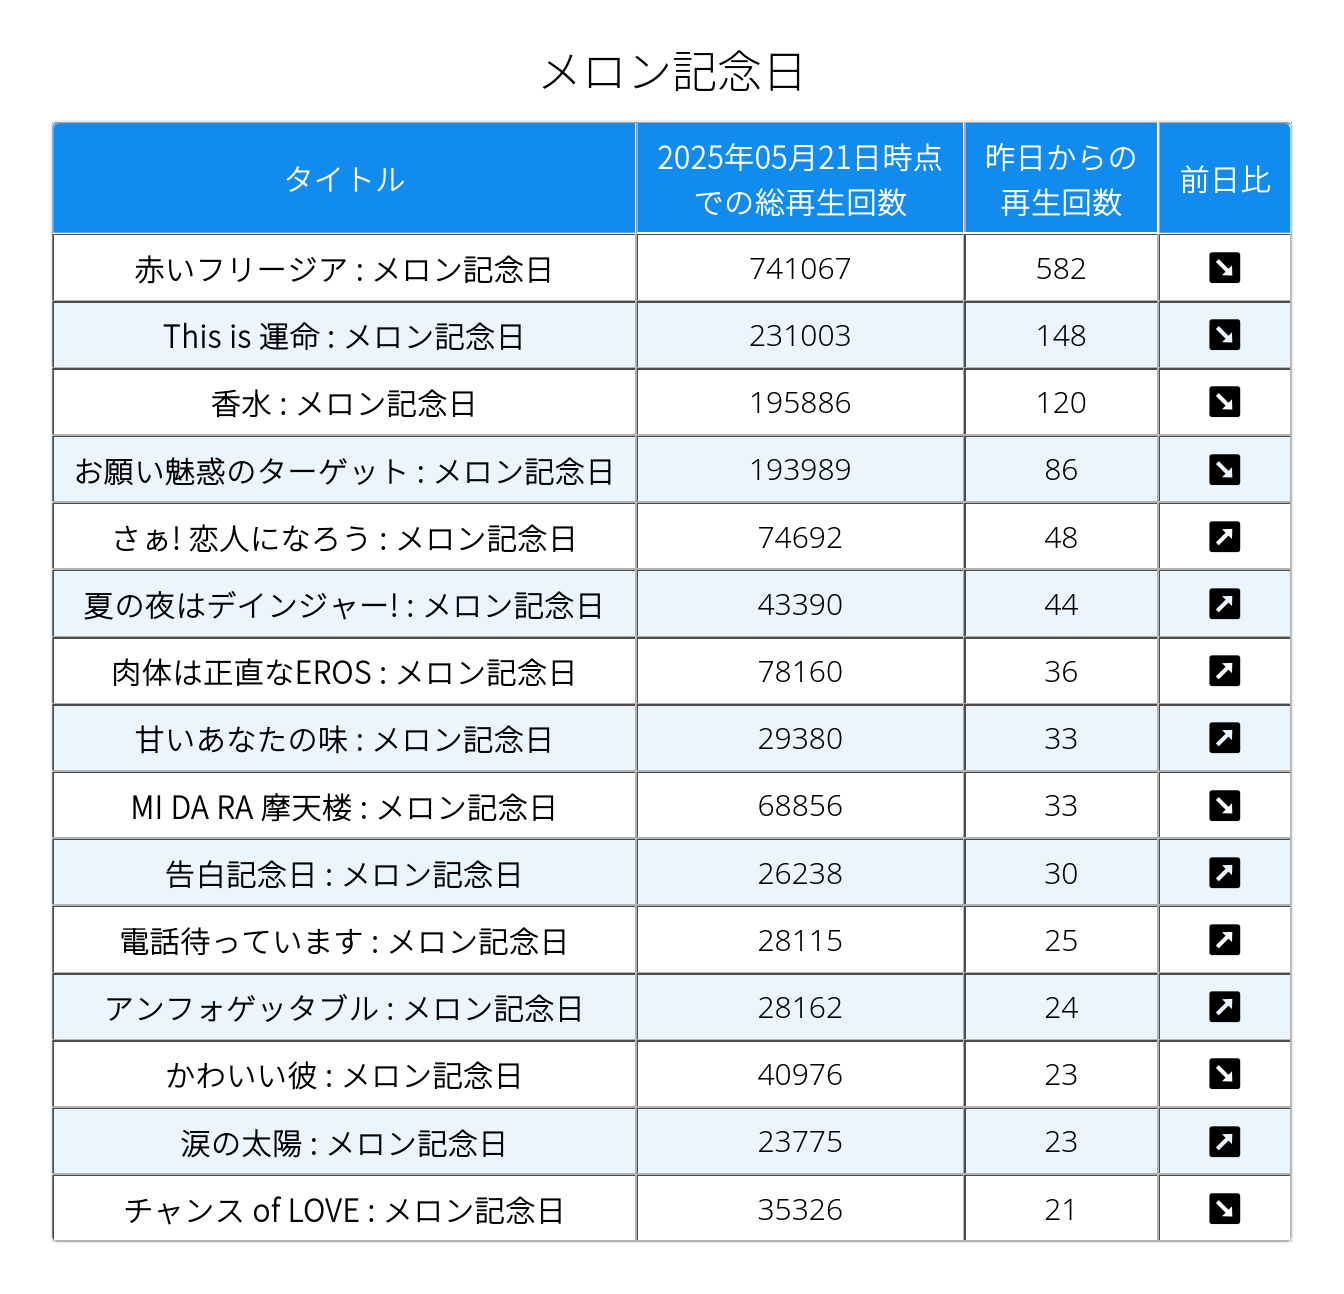 メロン記念日
タイトル 2025年05月21日時点での総再生回数 昨日からの再生回数 前日比
赤いフリージア : メロン記念日 741067 582 ↘
This is 運命 : メロン記念日 231003 148 ↘
香水 : メロン記念日 195886 120 ↘
お願い魅惑のターゲット : メロン記念日 193989 86 ↘
さぁ! 恋人になろう : メロン記念日 74692 48 ↗
夏の夜はデインジャー! : メロン記念日 43390 44 ↗
肉体は正直なEROS : メロン記念日 78160 36 ↗
甘いあなたの味 : メロン記念日 29380 33 ↗
MI DA RA 摩天楼 : メロン記念日 68856 33 ↘
告白記念日 : メロン記念日 26238 30 ↗
電話待っています : メロン記念日 28115 25 ↗
アンフォゲッタブル : メロン記念日 28162 24 ↗
かわいい彼 : メロン記念日 40976 23 ↘
涙の太陽 : メロン記念日 23775 23 ↗
チャンス of LOVE : メロン記念日 35326 21 ↘